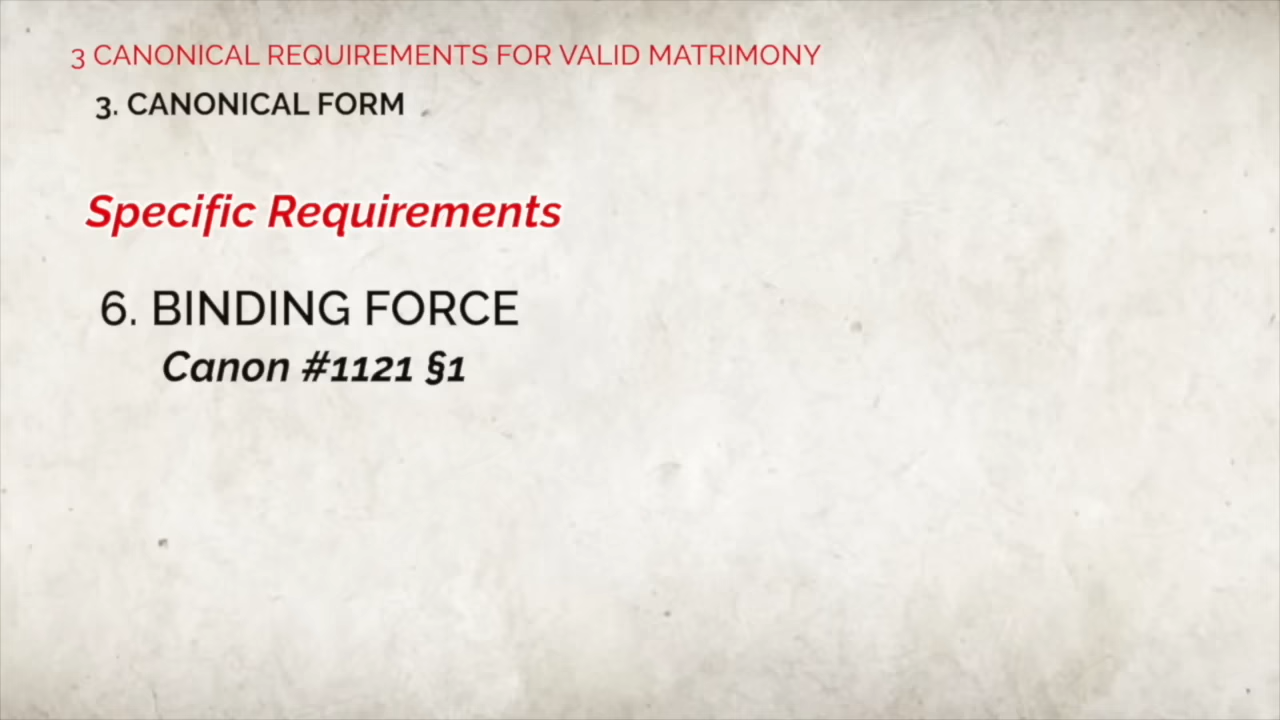 3 CANONICAL REQUIREMENTS FOR VALID MATRIMONY
3. CANONICAL FORM
Specific Requirements
6. BINDING FORCE
Canon #1121 §1